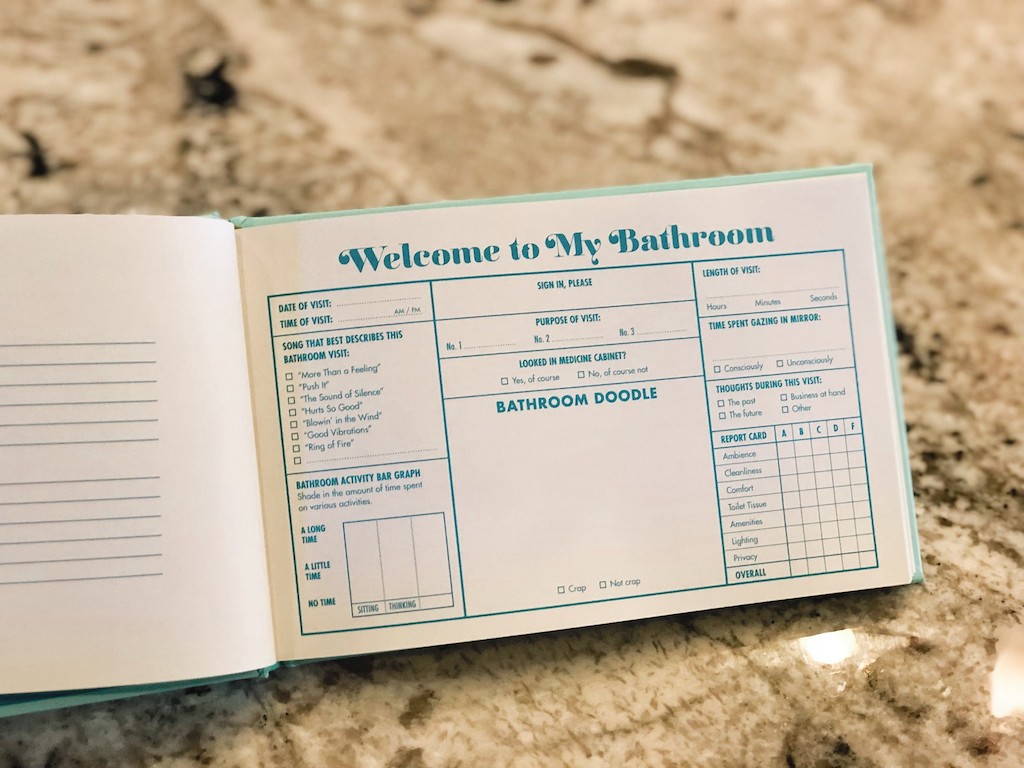 Welcome to My Bathroom
DATE OF VISIT:
TIME OF VISIT:
AM / PM
SONG THAT BEST DESCRIBES THIS
BATHROOM VISIT:
"More Than a Feeling"
"Push It"
"The Sound of Silence"
"Hurts So Good"
"Blowin' in the Wind"
"Good Vibrations"
"Ring of Fire"
BATHROOM ACTIVITY BAR GRAPH
Shade in the amount of time spent
on various activities.
A LONG
TIME
A LITTLE
TIME
NO TIME
SITTING THINKING
SIGN IN, PLEASE
PURPOSE OF VISIT:
No. 1 No. 2 No. 3
LOOKED IN MEDICINE CABINET?
Yes, of course No, of course not
BATHROOM DOODLE
Crap Not crap
LENGTH OF VISIT:
Hours Minutes Seconds
TIME SPENT GAZING IN MIRROR:
Consciously Unconsciously
THOUGHTS DURING THIS VISIT:
The past Business at hand
The future Other
REPORT CARD A B C D F
Ambience
Cleanliness
Comfort
Toilet Tissue
Amenities
Lighting
Privacy
OVERALL